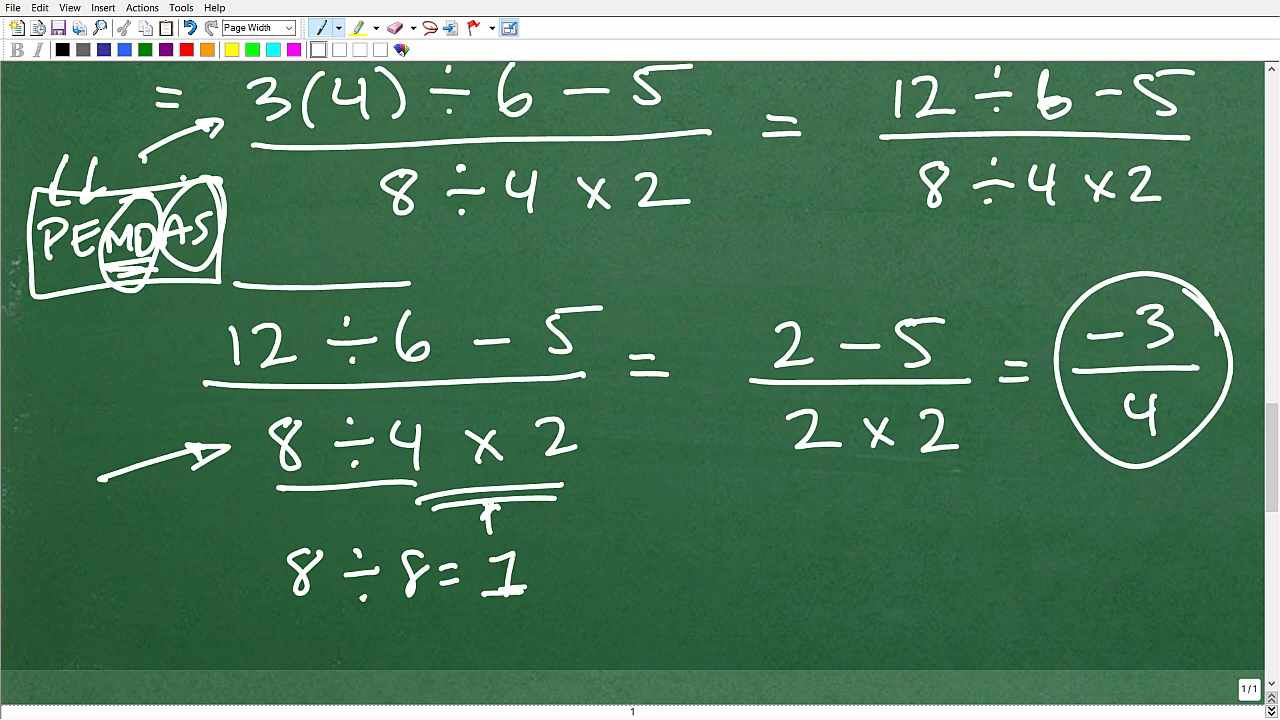 File Edit View Insert Actions Tools Help
Page Width
B I
= 3(4) ÷ 6 − 5 = 12 ÷ 6 − 5
8 ÷ 4 × 2 8 ÷ 4 × 2
PEMDAS
12 ÷ 6 − 5 = 2 − 5 = −3
8 ÷ 4 × 2 2 × 2 4
8 ÷ 8 = 1
1/1
1